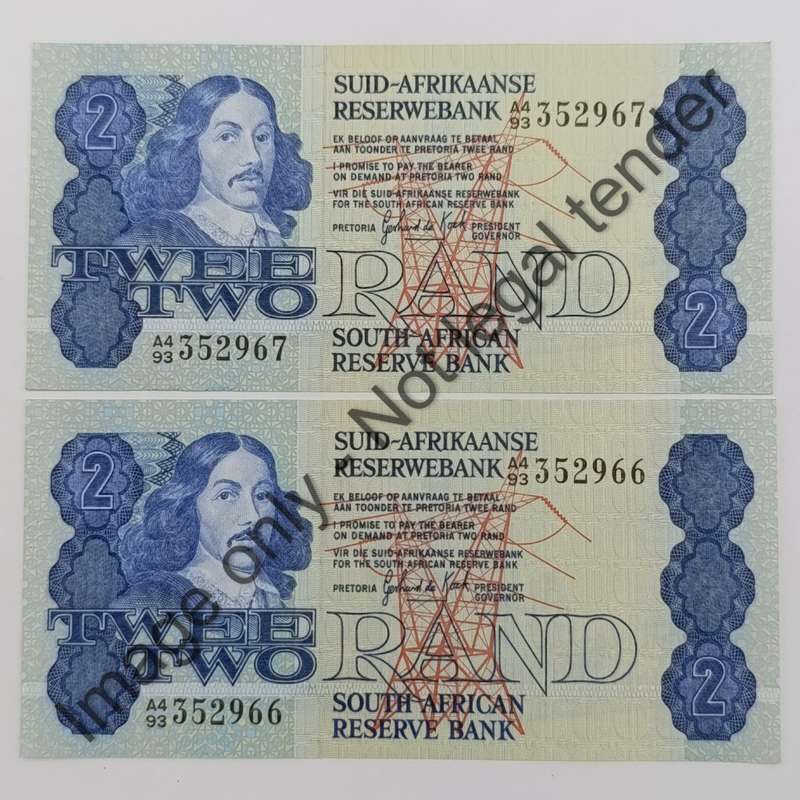 2
SUID-AFRIKAANSE
RESERWEBANK A4/93 352967
EK BELOOF OP AANVRAAG TE BETAAL
AAN TOONDER TE PRETORIA TWEE RAND
I PROMISE TO PAY THE BEARER
ON DEMAND AT PRETORIA TWO RAND
VIR DIE SUID-AFRIKAANSE RESERWEBANK
FOR THE SOUTH AFRICAN RESERVE BANK
PRETORIA Gerhard de Kock PRESIDENT
GOVERNOR
TWEE
TWO RAND
2
A4/93 352967
SOUTH AFRICAN
RESERVE BANK
2
SUID-AFRIKAANSE
RESERWEBANK A4/93 352966
EK BELOOF OP AANVRAAG TE BETAAL
AAN TOONDER TE PRETORIA TWEE RAND
I PROMISE TO PAY THE BEARER
ON DEMAND AT PRETORIA TWO RAND
VIR DIE SUID-AFRIKAANSE RESERWEBANK
FOR THE SOUTH AFRICAN RESERVE BANK
PRETORIA Gerhard de Kock PRESIDENT
GOVERNOR
TWEE
TWO RAND
2
A4/93 352966
SOUTH AFRICAN
RESERVE BANK
Image only - Not legal tender